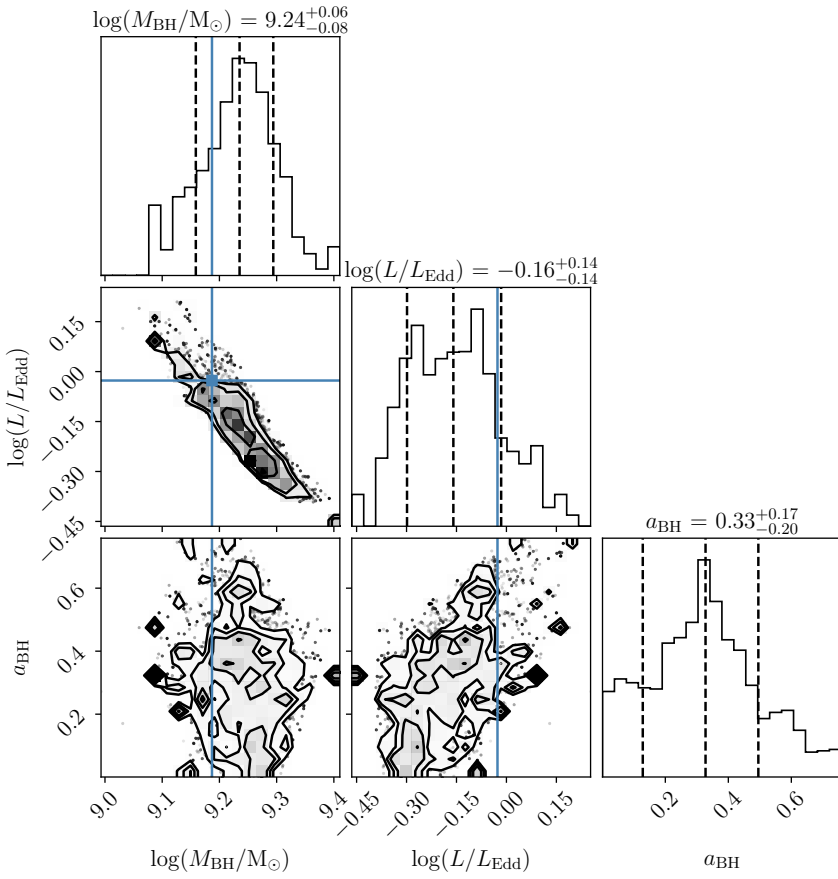 log(M_BH/M_⊙) = 9.24^{+0.06}_{−0.08}
log(L/L_Edd) = −0.16^{+0.14}_{−0.14}
0.15
0.00
−0.15
−0.30
−0.45
log(L/L_Edd)
a_BH = 0.33^{+0.17}_{−0.20}
0.6
0.4
0.2
a_BH
9.0 9.1 9.2 9.3 9.4
−0.45 −0.30 −0.15 0.00 0.15
0.2 0.4 0.6
log(M_BH/M_⊙) log(L/L_Edd) a_BH